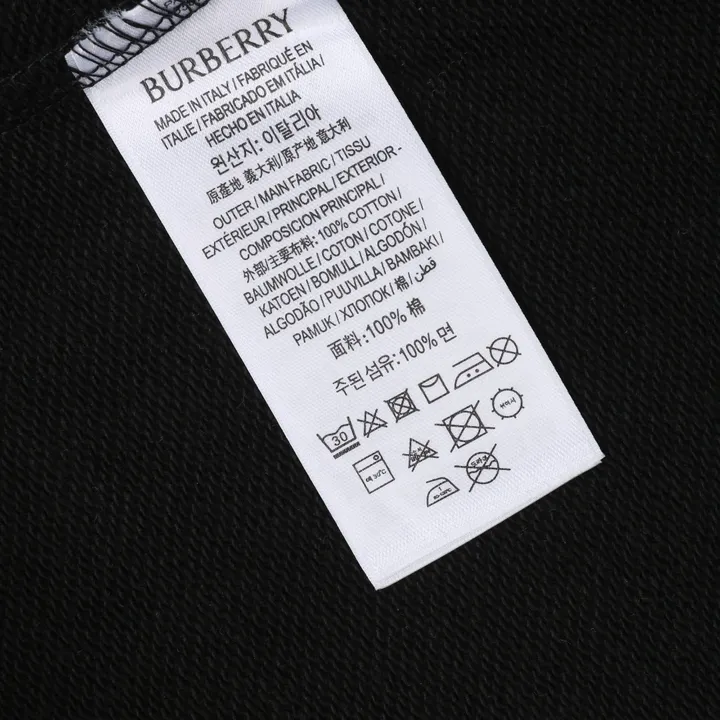 BURBERRY
MADE IN ITALY / FABRIQUÉ EN
ITALIE / FABRICADO EM ITÁLIA /
HECHO EN ITALIA
원산지: 이탈리아
原產地 義大利/原产地 意大利
OUTER / MAIN FABRIC / TISSU
EXTÉRIEUR / PRINCIPAL / EXTERIOR -
COMPOSICION PRINCIPAL /
外部/主要布料: 100% COTTON /
BAUMWOLLE / COTON / COTONE /
KATOEN / BOMULL / ALGODÓN /
ALGODÃO / PUUVILLA / BAMBAKI /
PAMUK / ХЛОПОК / 棉 / قطن
面料: 100% 棉
주된 섬유: 100% 면
30
약 30°C